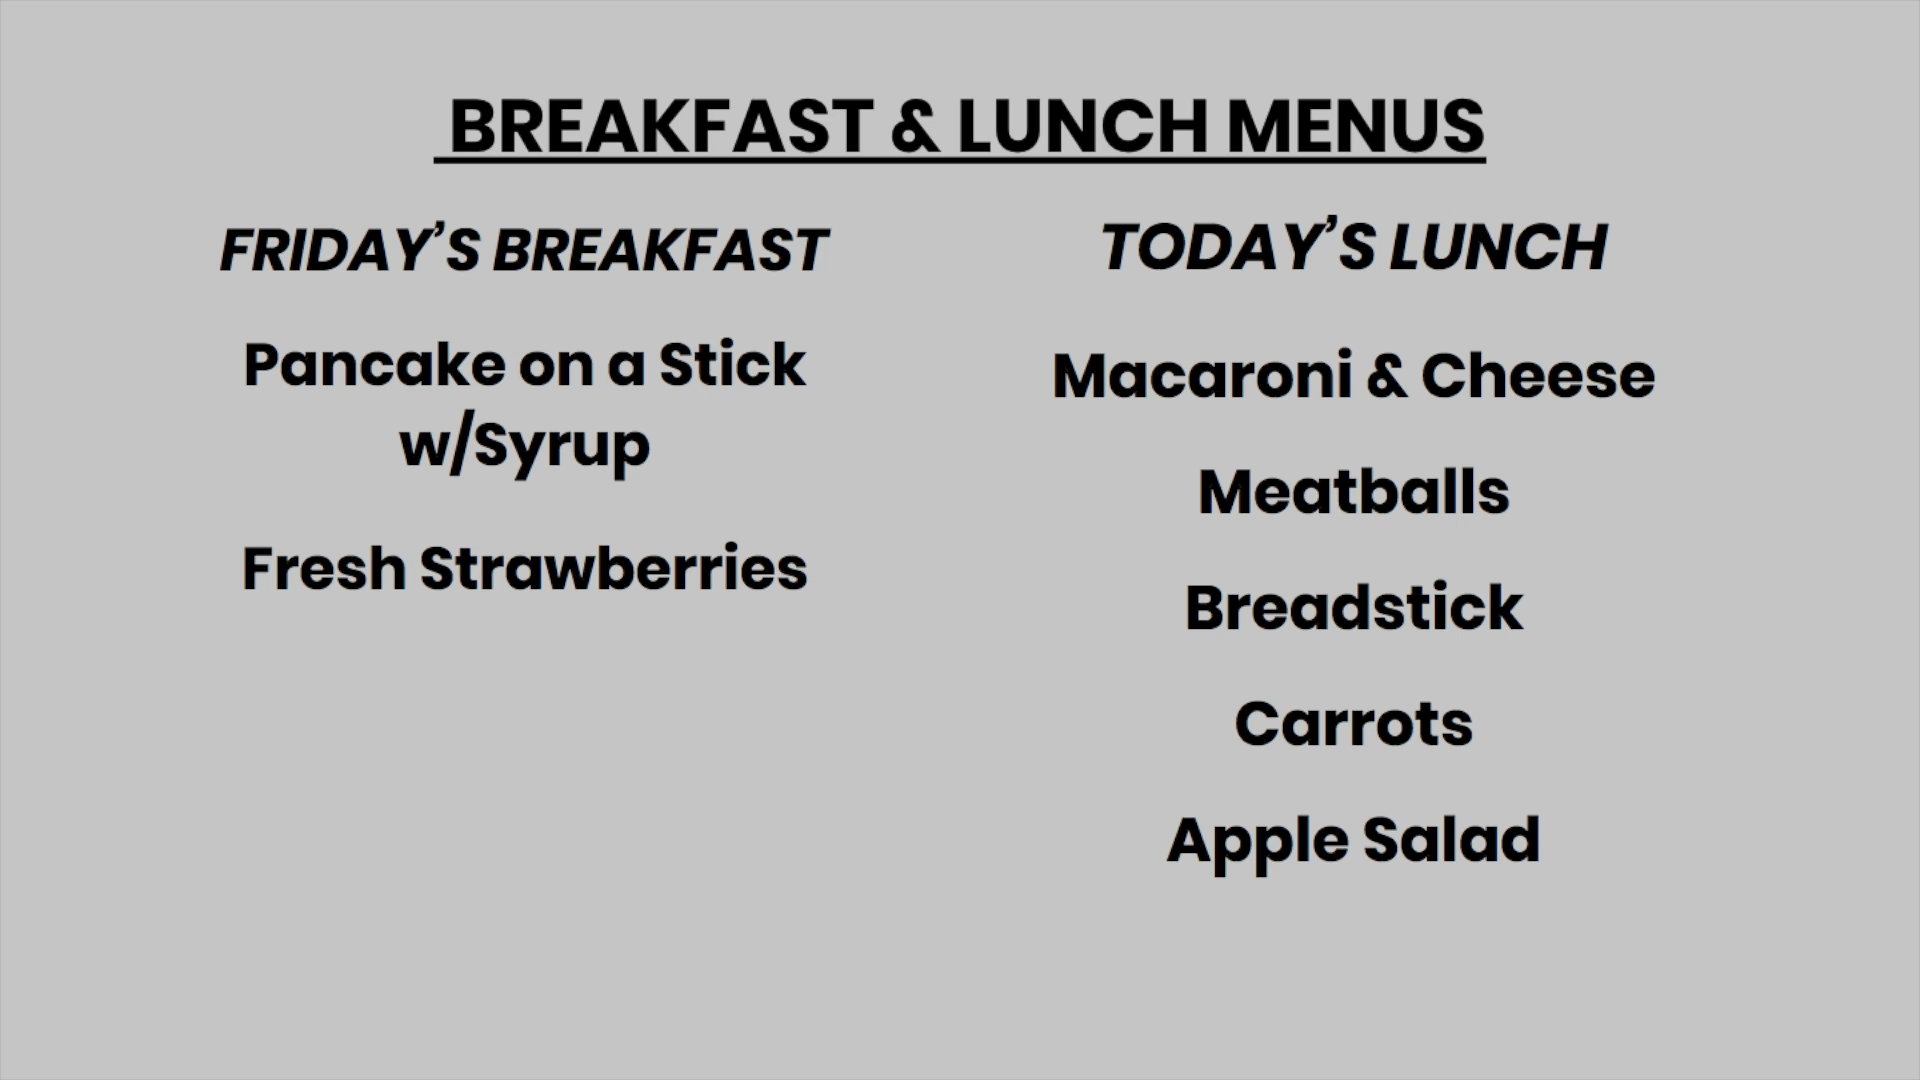 BREAKFAST & LUNCH MENUS
FRIDAY’S BREAKFAST
Pancake on a Stick
w/Syrup
Fresh Strawberries
TODAY’S LUNCH
Macaroni & Cheese
Meatballs
Breadstick
Carrots
Apple Salad